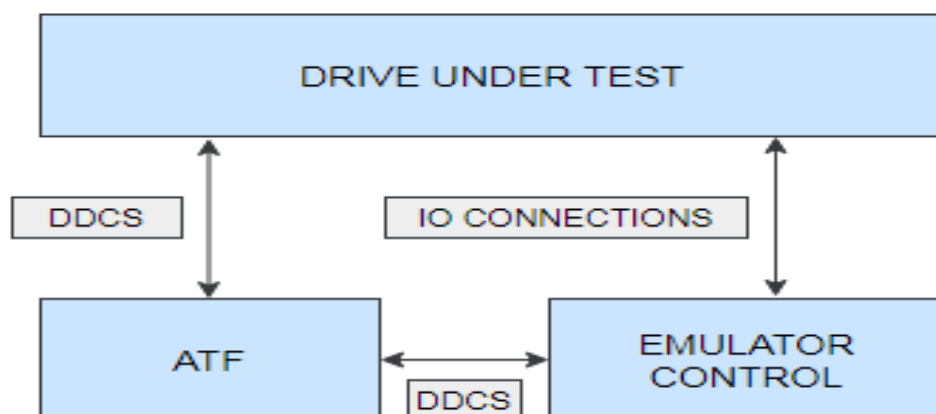 DRIVE UNDER TEST
DDCS
IO CONNECTIONS
ATF
EMULATOR
CONTROL
DDCS